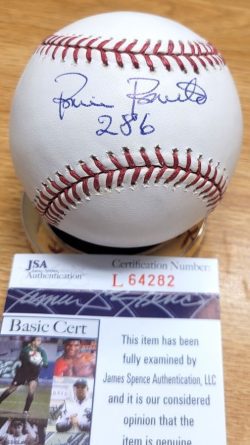 286
JSA
James Spence
Authentication
Certification Number:
L 64282
Basic Cert
This item has been
fully examined by
James Spence Authentication, LLC
and it is our considered
opinion that the
item is genuine